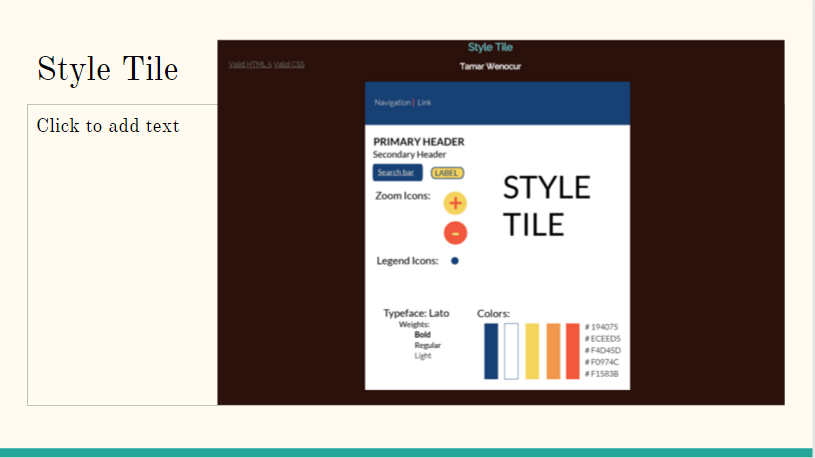 Style Tile
Click to add text
Style Tile
Valid HTML 5 Valid CSS
Tamar Wenocur
Navigation | Link
PRIMARY HEADER
Secondary Header
Search bar
LABEL
Zoom Icons:
+
-
STYLE
TILE
Legend Icons:
Typeface: Lato
Weights:
Bold
Regular
Light
Colors:
# 194075
# ECEED5
# F4D45D
# F0974C
# F1583B